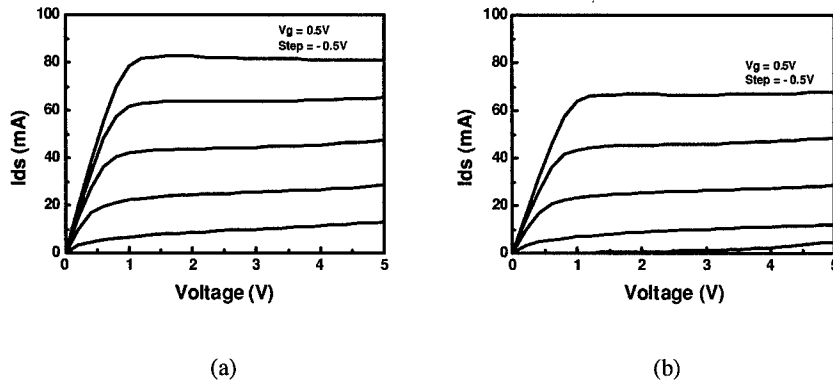 100
80
60
40
20
0
Ids (mA)
Vg = 0.5V
Step = - 0.5V
0 1 2 3 4 5
Voltage (V)
(a)
100
80
60
40
20
0
Ids (mA)
Vg = 0.5V
Step = - 0.5V
0 1 2 3 4 5
Voltage (V)
(b)